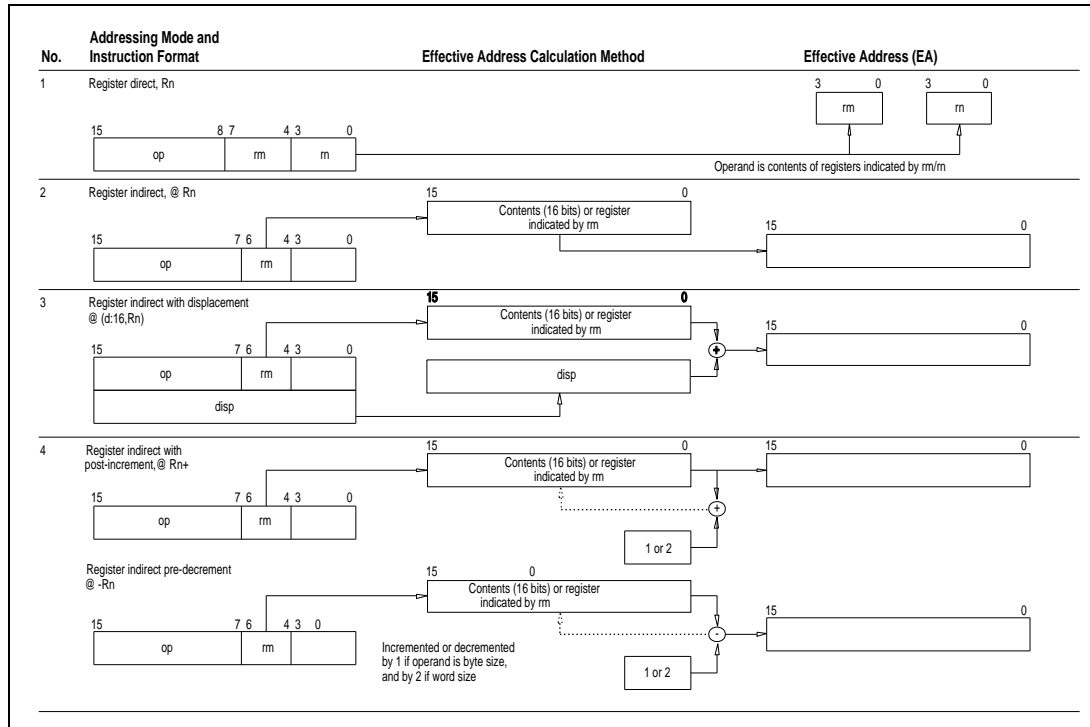 No. Addressing Mode and Instruction Format Effective Address Calculation Method Effective Address (EA)
1 Register direct, Rn
3 0 3 0
rm rn
15 8 7 4 3 0
op rm rn
Operand is contents of registers indicated by rm/rn
2 Register indirect, @ Rn
15 0
Contents (16 bits) or register
indicated by rm
15 7 6 4 3 0
op rm
15 0
3 Register indirect with displacement
@ (d:16,Rn)
15 0
Contents (16 bits) or register
indicated by rm
15 7 6 4 3 0
op rm
disp
disp
+
15 0
4 Register indirect with
post-increment,@ Rn+
15 0
Contents (16 bits) or register
indicated by rm
15 0
15 7 6 4 3 0
op rm
+
1 or 2
Register indirect pre-decrement
@ -Rn
15 0
Contents (16 bits) or register
indicated by rm
15 7 6 4 3 0
op rm
Incremented or decremented
by 1 if operand is byte size,
and by 2 if word size
-
1 or 2
15 0